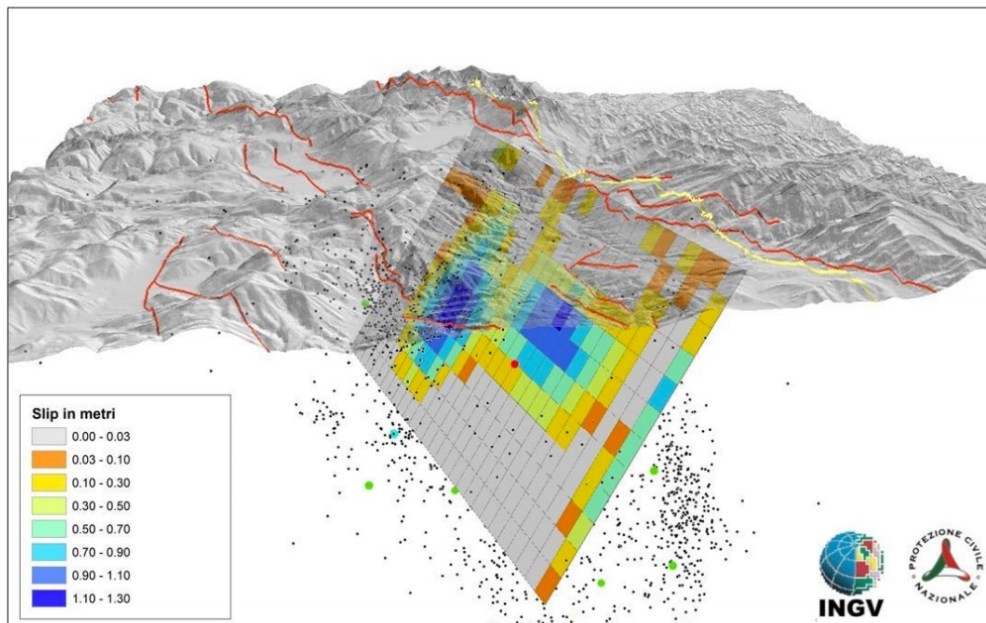 Slip in metri
0.00 - 0.03
0.03 - 0.10
0.10 - 0.30
0.30 - 0.50
0.50 - 0.70
0.70 - 0.90
0.90 - 1.10
1.10 - 1.30
INGV
PROTEZIONE CIVILE
NAZIONALE